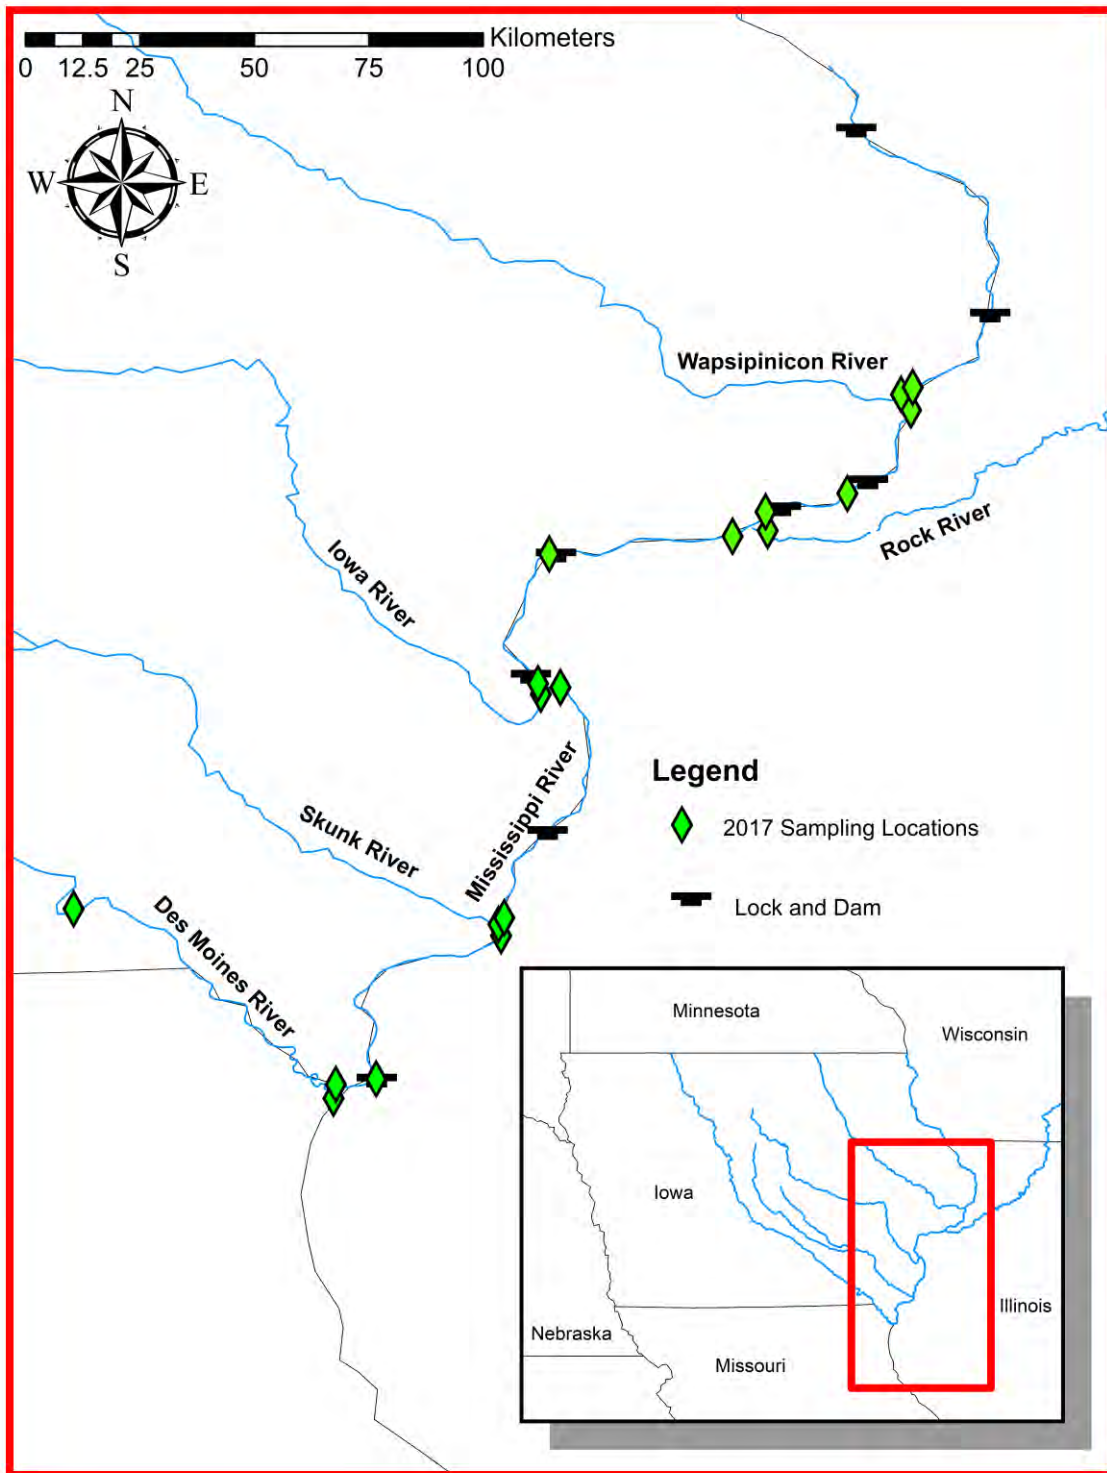 Kilometers
0 12.5 25 50 75 100
N
W E
S
Wapsipinicon River
Rock River
Iowa River
Mississippi River
Skunk River
Des Moines River
Legend
2017 Sampling Locations
Lock and Dam
Minnesota
Wisconsin
Iowa
Illinois
Nebraska
Missouri